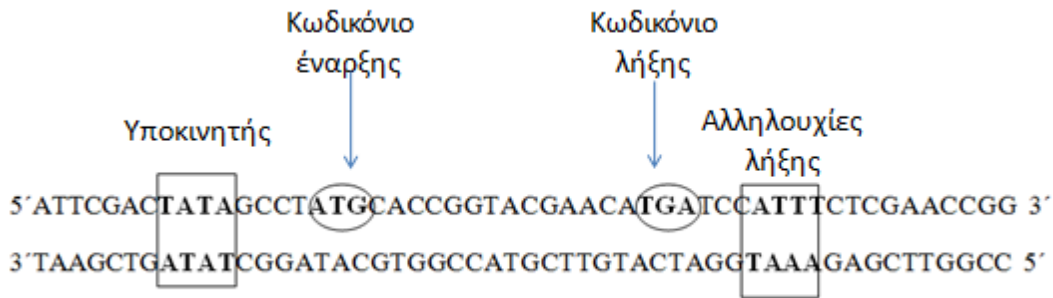 Κωδικόνιο
έναρξης
Κωδικόνιο
λήξης
Υποκινητής
Αλληλουχίες
λήξης
5´ATTCGACTATAGCCTATGCACCGGTACGAACATGATCCATTTCTCGAACCGG 3´
3´TAAGCTGATATCGGATACGTGGCCATGCTTGTACTAGGTAAAGAGCTTGGCC 5´